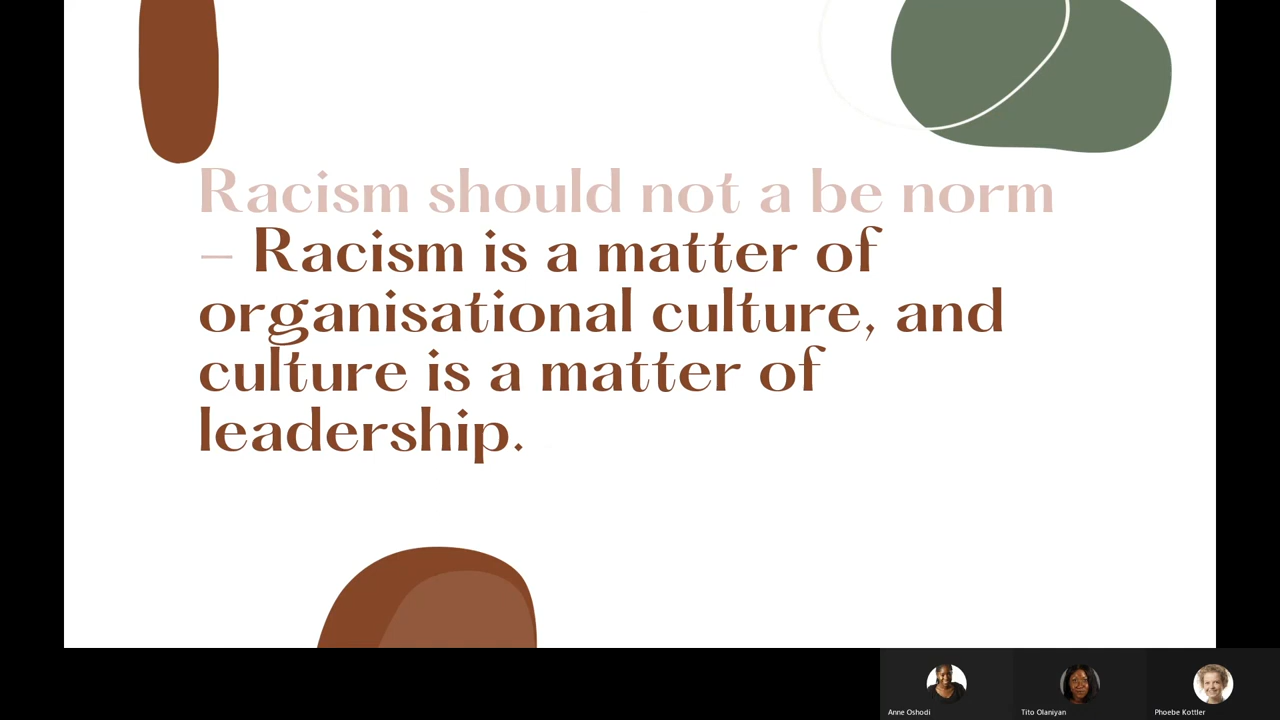 Racism should not a be norm
– Racism is a matter of
organisational culture, and
culture is a matter of
leadership.
Anne Oshodi
Tito Olaniyan
Phoebe Kottler